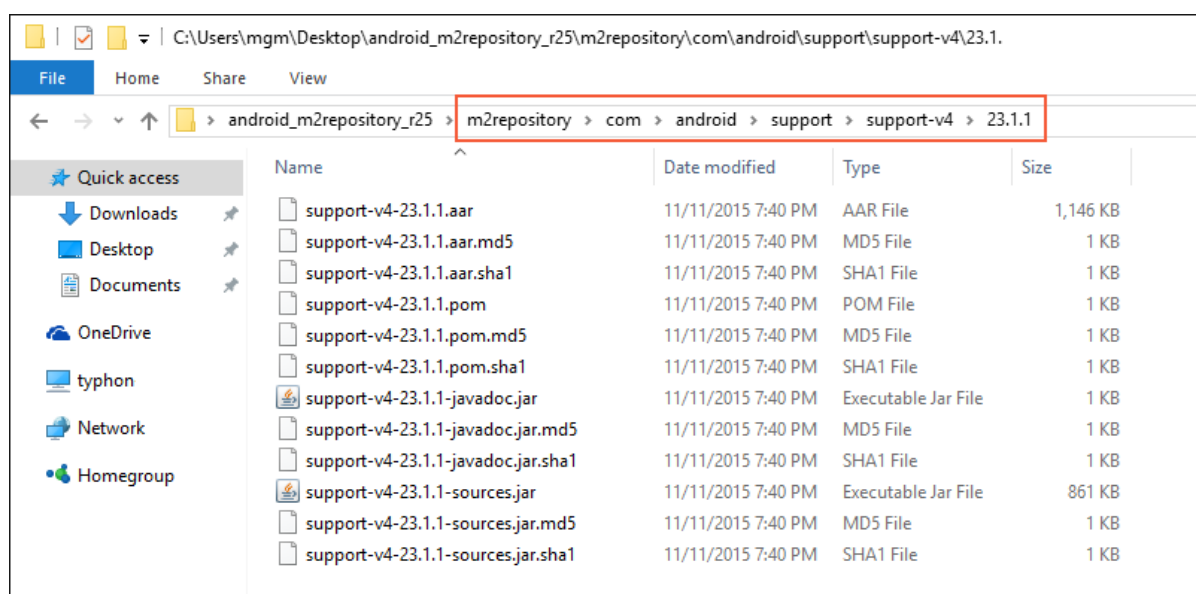 C:\Users\mgm\Desktop\android_m2repository_r25\m2repository\com\android\support\support-v4\23.1.
File Home Share View
android_m2repository_r25 > m2repository > com > android > support > support-v4 > 23.1.1
Name Date modified Type Size
Quick access
Downloads
Desktop
Documents
OneDrive
typhon
Network
Homegroup
support-v4-23.1.1.aar 11/11/2015 7:40 PM AAR File 1,146 KB
support-v4-23.1.1.aar.md5 11/11/2015 7:40 PM MD5 File 1 KB
support-v4-23.1.1.aar.sha1 11/11/2015 7:40 PM SHA1 File 1 KB
support-v4-23.1.1.pom 11/11/2015 7:40 PM POM File 1 KB
support-v4-23.1.1.pom.md5 11/11/2015 7:40 PM MD5 File 1 KB
support-v4-23.1.1.pom.sha1 11/11/2015 7:40 PM SHA1 File 1 KB
support-v4-23.1.1-javadoc.jar 11/11/2015 7:40 PM Executable Jar File 1 KB
support-v4-23.1.1-javadoc.jar.md5 11/11/2015 7:40 PM MD5 File 1 KB
support-v4-23.1.1-javadoc.jar.sha1 11/11/2015 7:40 PM SHA1 File 1 KB
support-v4-23.1.1-sources.jar 11/11/2015 7:40 PM Executable Jar File 861 KB
support-v4-23.1.1-sources.jar.md5 11/11/2015 7:40 PM MD5 File 1 KB
support-v4-23.1.1-sources.jar.sha1 11/11/2015 7:40 PM SHA1 File 1 KB